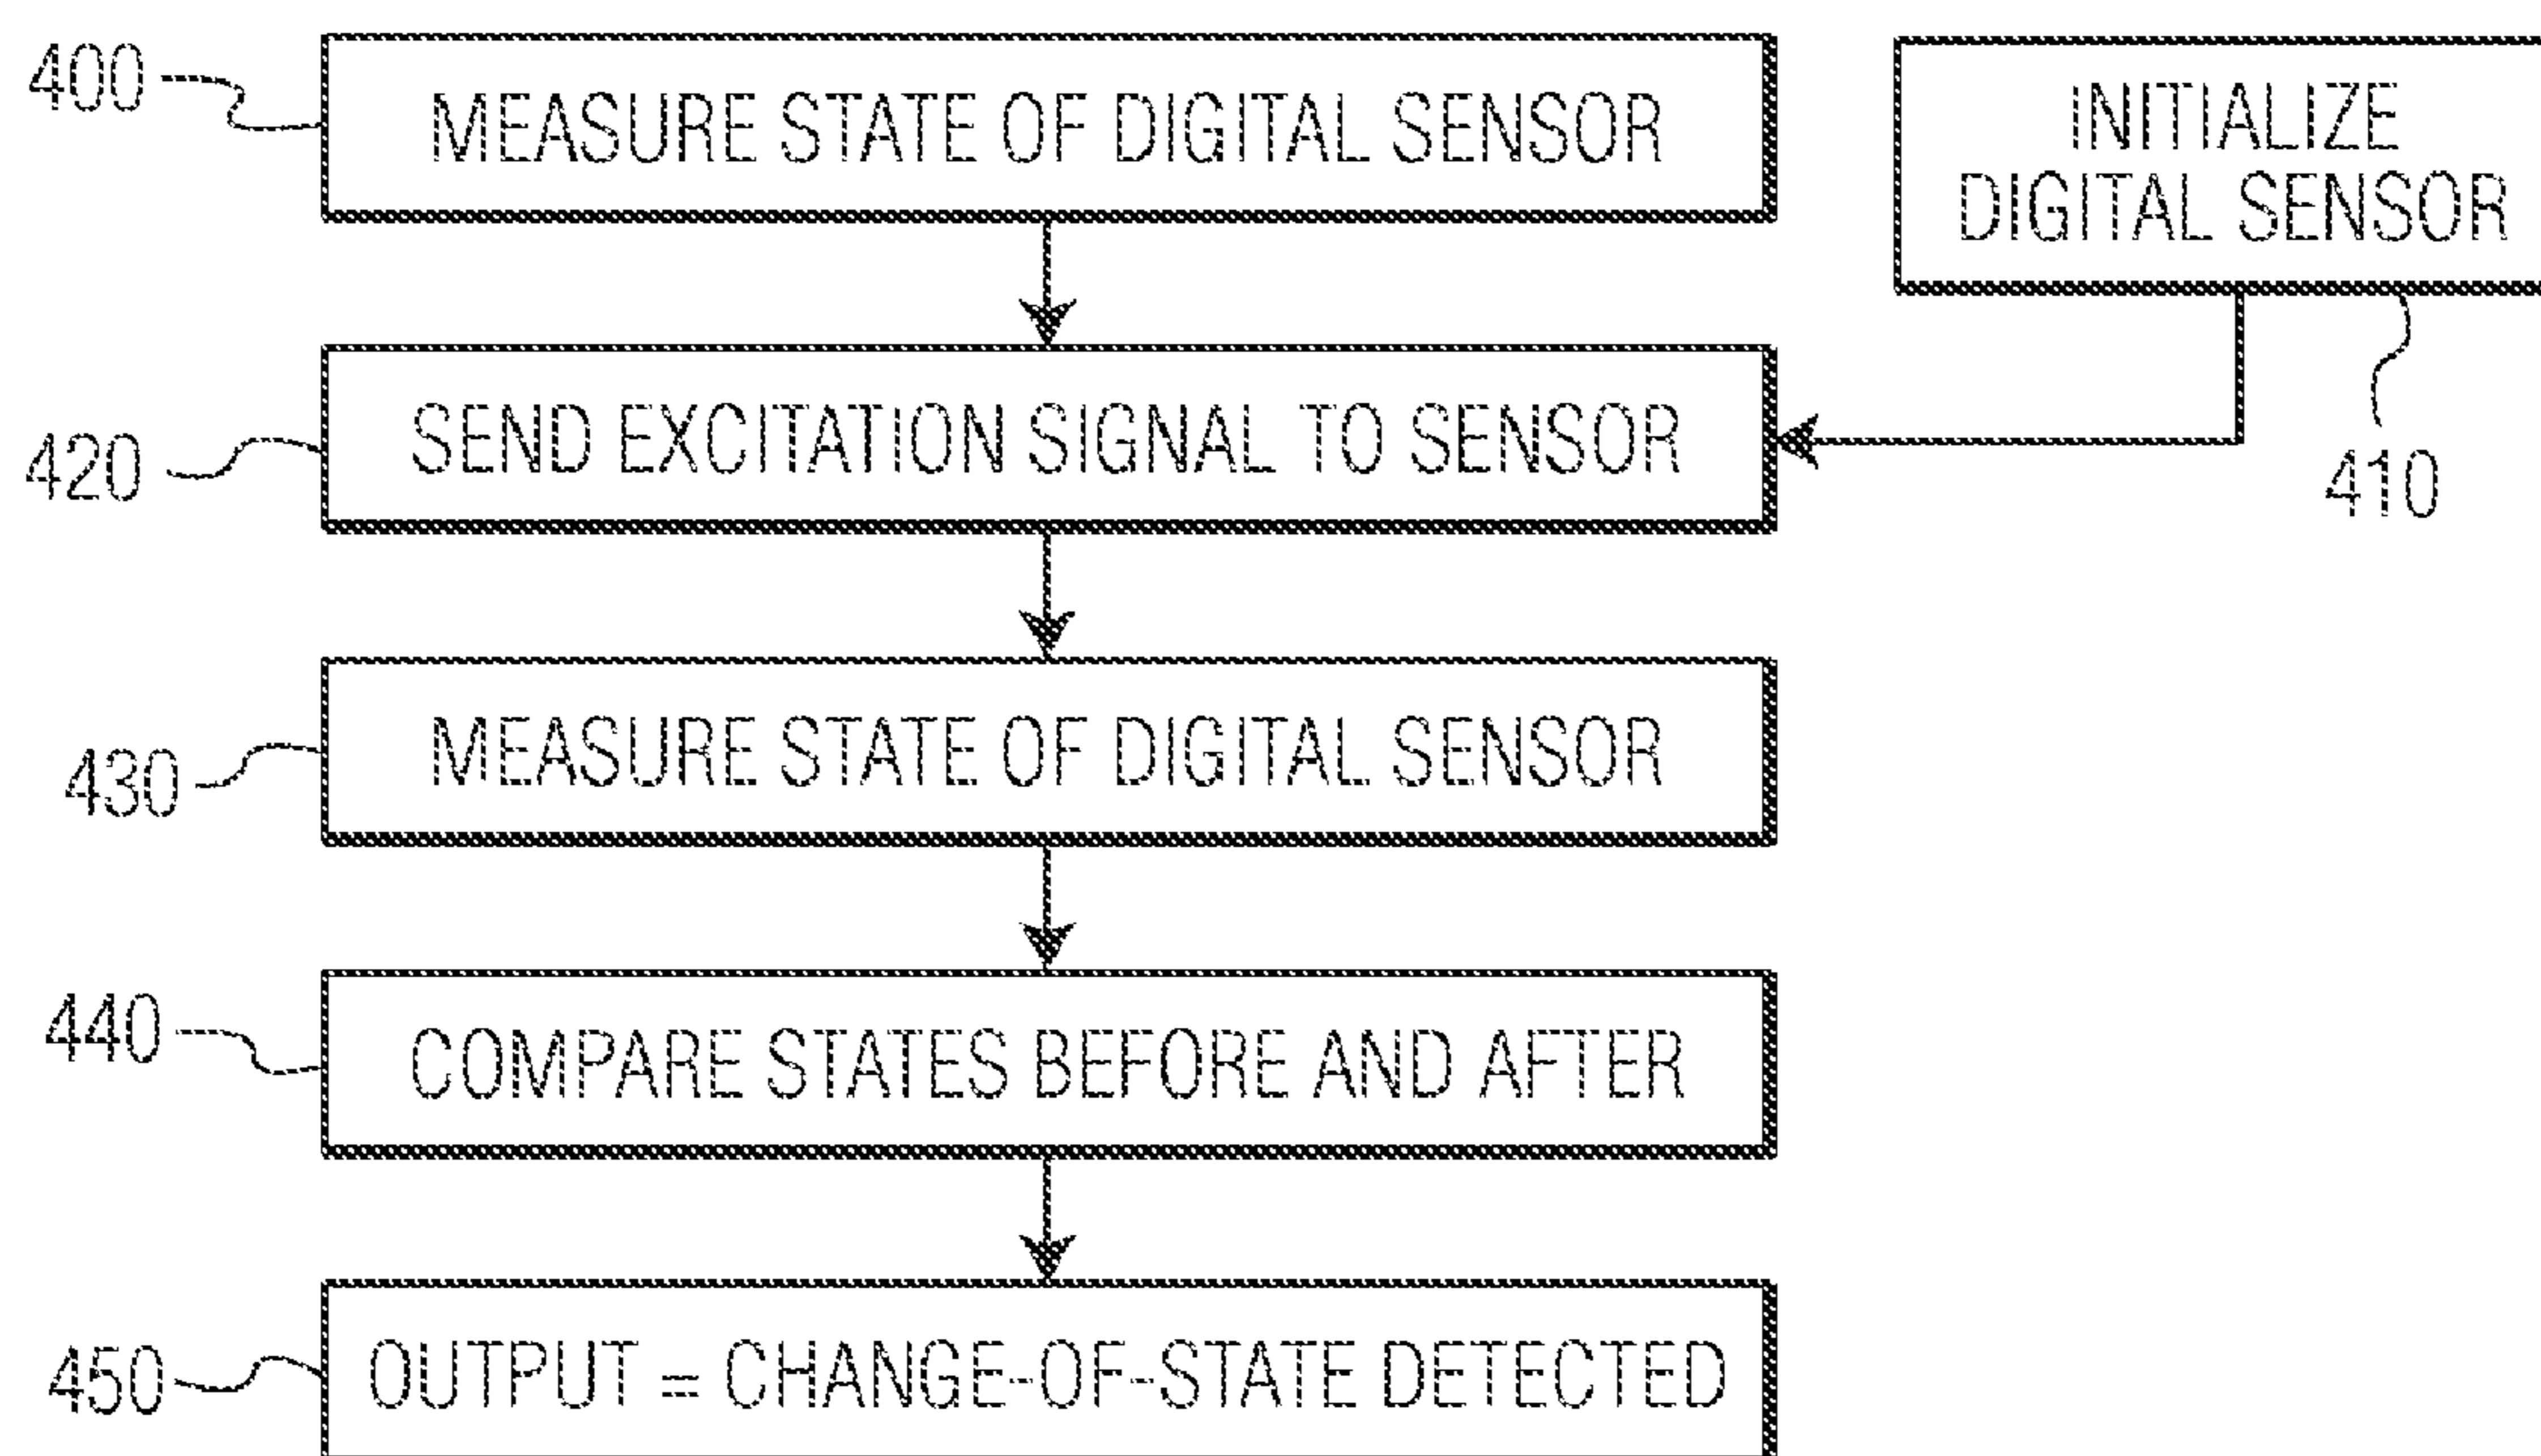 400
MEASURE STATE OF DIGITAL SENSOR
INITIALIZE
DIGITAL SENSOR
410
420
SEND EXCITATION SIGNAL TO SENSOR
430
MEASURE STATE OF DIGITAL SENSOR
440
COMPARE STATES BEFORE AND AFTER
450
OUTPUT = CHANGE-OF-STATE DETECTED